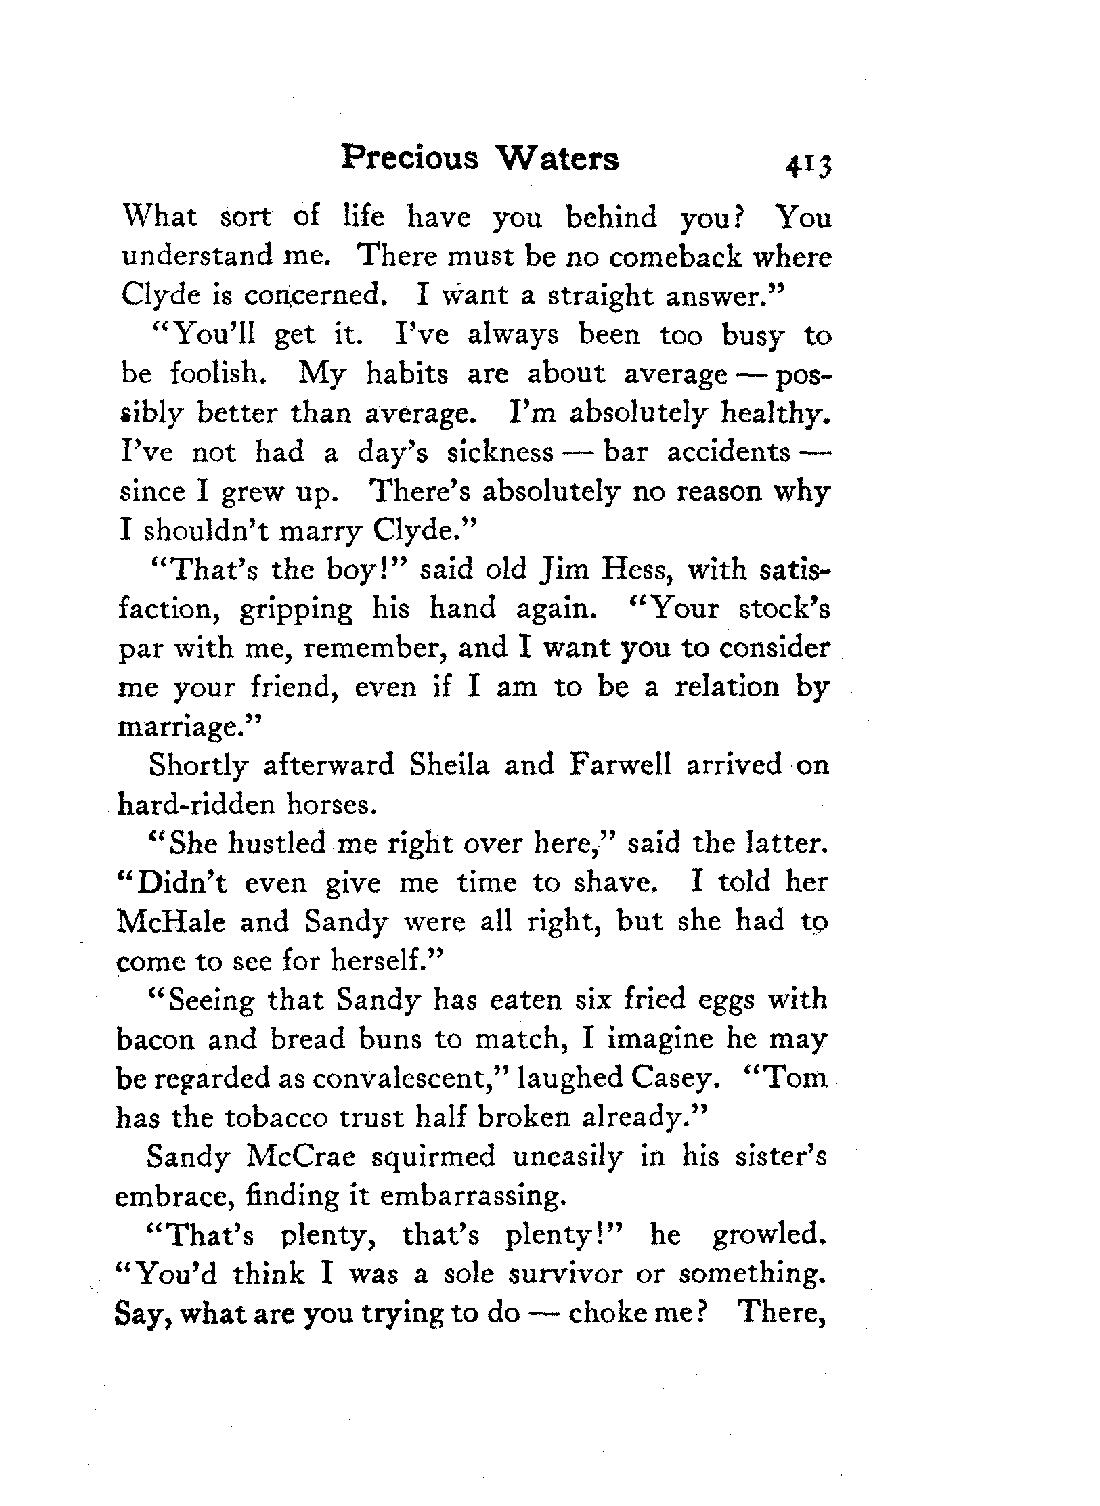 Precious Waters 413
What sort of life have you behind you? You
understand me. There must be no comeback where
Clyde is concerned. I want a straight answer.”
“You’ll get it. I’ve always been too busy to
be foolish. My habits are about average — pos-
sibly better than average. I’m absolutely healthy.
I’ve not had a day’s sickness — bar accidents —
since I grew up. There’s absolutely no reason why
I shouldn’t marry Clyde.”
“That’s the boy!” said old Jim Hess, with satis-
faction, gripping his hand again. “Your stock’s
par with me, remember, and I want you to consider
me your friend, even if I am to be a relation by
marriage.”
Shortly afterward Sheila and Farwell arrived on
hard-ridden horses.
“She hustled me right over here,” said the latter.
“Didn’t even give me time to shave. I told her
McHale and Sandy were all right, but she had to
come to see for herself.”
“Seeing that Sandy has eaten six fried eggs with
bacon and bread buns to match, I imagine he may
be regarded as convalescent,” laughed Casey. “Tom
has the tobacco trust half broken already.”
Sandy McCrae squirmed uneasily in his sister’s
embrace, finding it embarrassing.
“That’s plenty, that’s plenty!” he growled.
“You’d think I was a sole survivor or something.
Say, what are you trying to do — choke me? There,